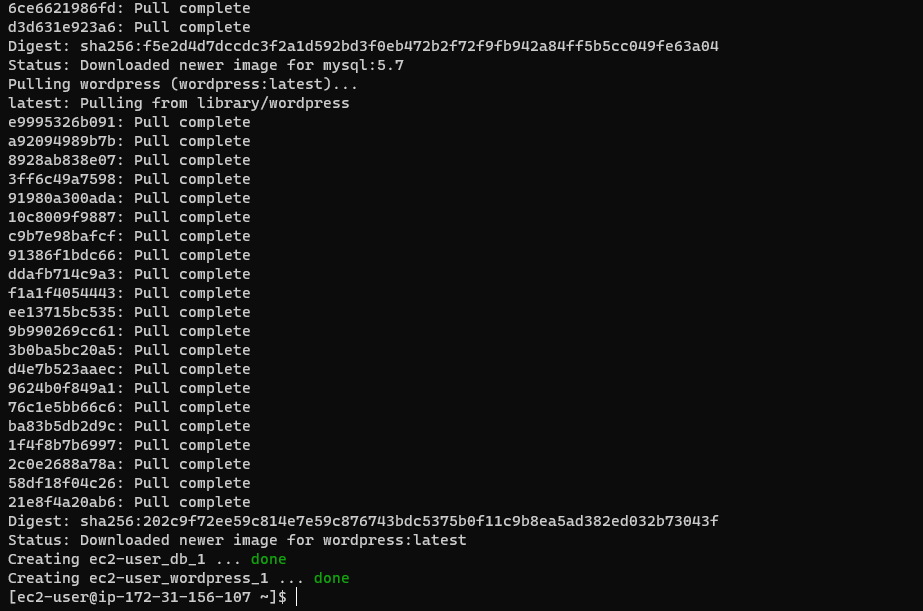 6ce6621986fd: Pull complete
d3d631e923a6: Pull complete
Digest: sha256:f5e2d4d7dccdc3f2a1d592bd3f0eb472b2f72f9fb942a84ff5b5cc049fe63a04
Status: Downloaded newer image for mysql:5.7
Pulling wordpress (wordpress:latest)...
latest: Pulling from library/wordpress
e9995326b091: Pull complete
a92094989b7b: Pull complete
8928ab838e07: Pull complete
3ff6c49a7598: Pull complete
91980a300ada: Pull complete
10c8009f9887: Pull complete
c9b7e98bafcf: Pull complete
91386f1bdc66: Pull complete
ddafb714c9a3: Pull complete
f1a1f4054443: Pull complete
ee13715bc535: Pull complete
9b990269cc61: Pull complete
3b0ba5bc20a5: Pull complete
d4e7b523aaec: Pull complete
9624b0f849a1: Pull complete
76c1e5bb66c6: Pull complete
ba83b5db2d9c: Pull complete
1f4f8b7b6997: Pull complete
2c0e2688a78a: Pull complete
58df18f04c26: Pull complete
21e8f4a20ab6: Pull complete
Digest: sha256:202c9f72ee59c814e7e59c876743bdc5375b0f11c9b8ea5ad382ed032b73043f
Status: Downloaded newer image for wordpress:latest
Creating ec2-user_db_1 ... done
Creating ec2-user_wordpress_1 ... done
[ec2-user@ip-172-31-156-107 ~]$